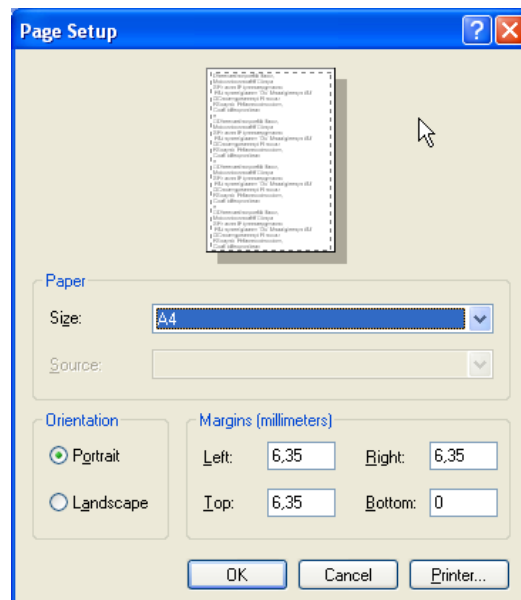 Page Setup
Paper
Size: A4
Source:
Orientation
Portrait
Landscape
Margins (millimeters)
Left: 6,35 Right: 6,35
Top: 6,35 Bottom: 0
OK Cancel Printer...